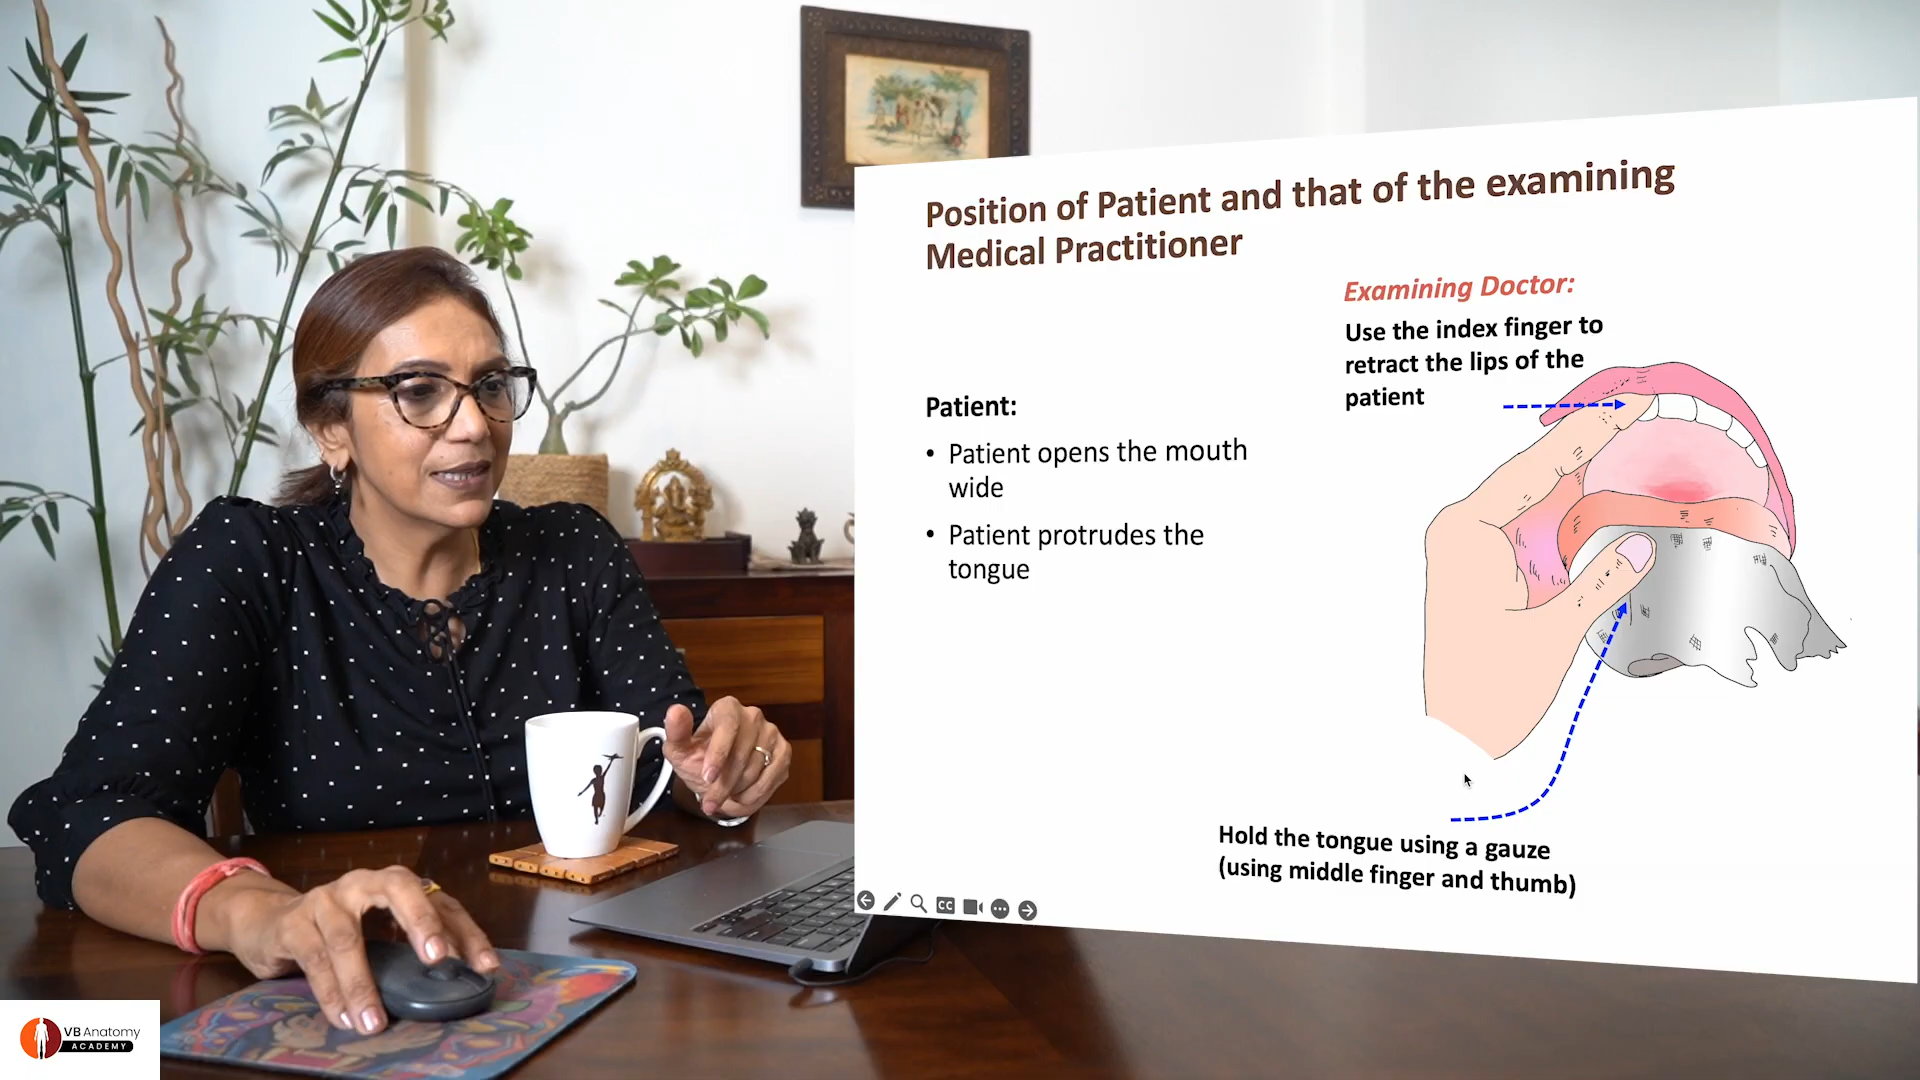 Position of Patient and that of the examining
Medical Practitioner
Examining Doctor:
Use the index finger to
retract the lips of the
patient
Patient:
• Patient opens the mouth
wide
• Patient protrudes the
tongue
Hold the tongue using a gauze
(using middle finger and thumb)
CC
VB Anatomy
ACADEMY